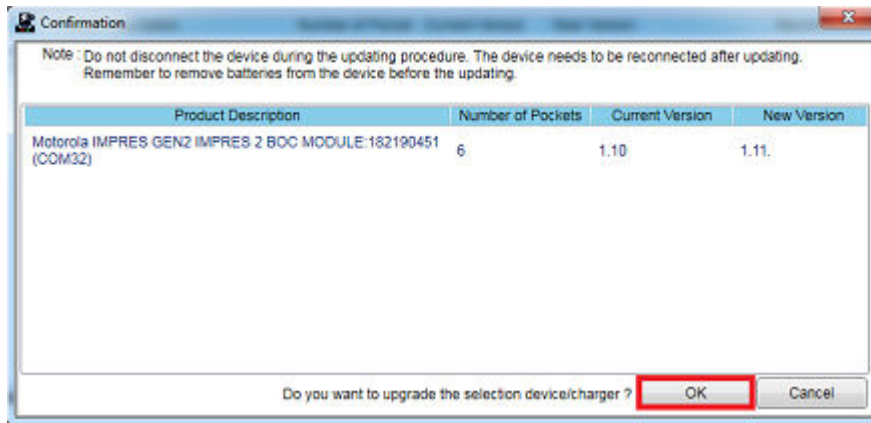 Confirmation
Note : Do not disconnect the device during the updating procedure. The device needs to be reconnected after updating.
Remember to remove batteries from the device before the updating.
Product Description Number of Pockets Current Version New Version
Motorola IMPRES GEN2 IMPRES 2 BOC MODULE:182190451 6 1.10 1.11.
(COM32)
Do you want to upgrade the selection device/charger ? OK Cancel